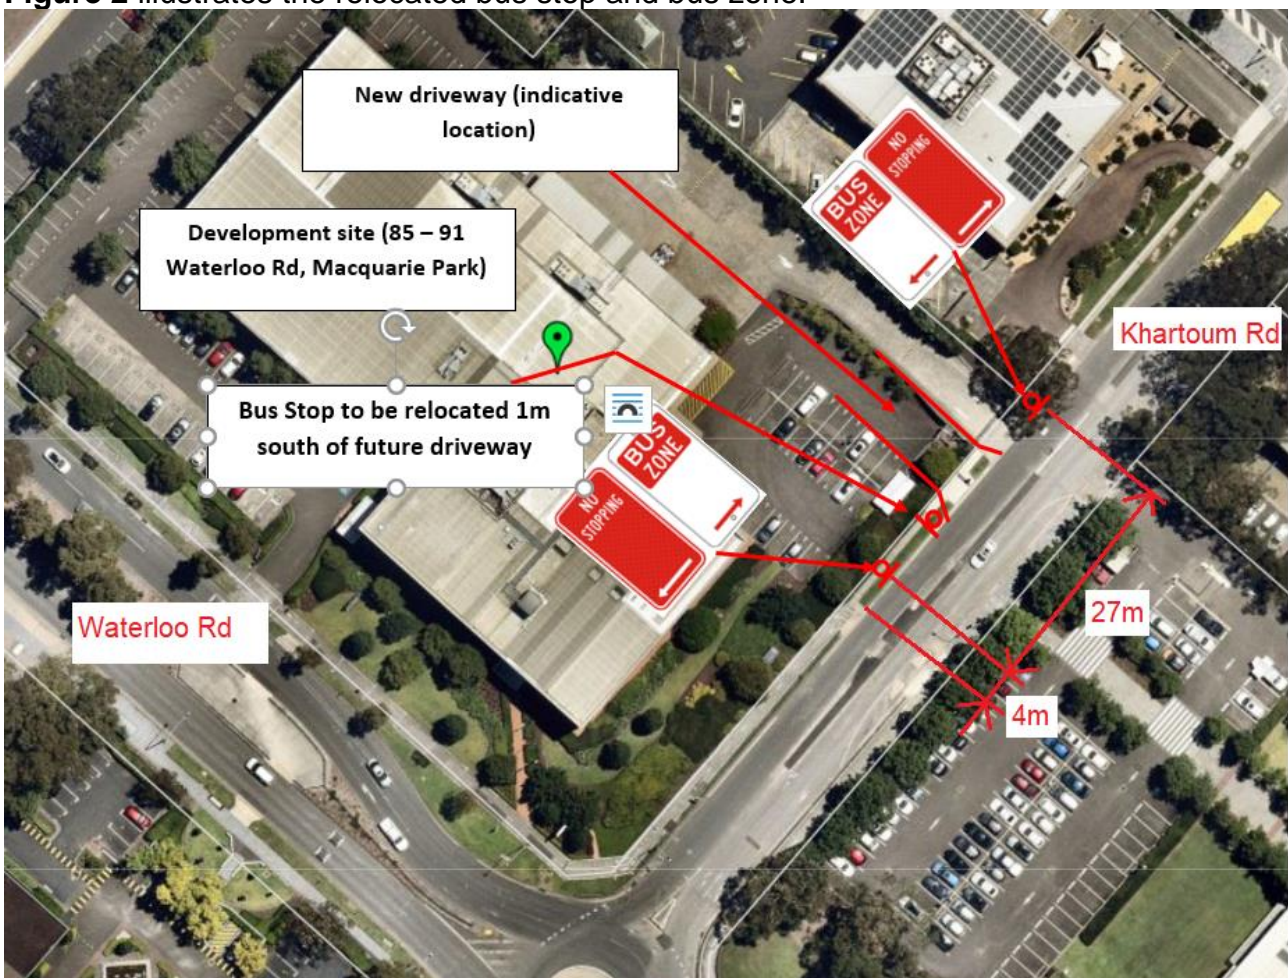 Figure 2 illustrates the relocated bus stop and bus zone.
New driveway (indicative
location)
NO
STOPPING
BUS
ZONE
Development site (85 – 91
Waterloo Rd, Macquarie Park)
Khartoum Rd
Bus Stop to be relocated 1m
south of future driveway
BUS
ZONE
NO
STOPPING
Waterloo Rd
27m
4m